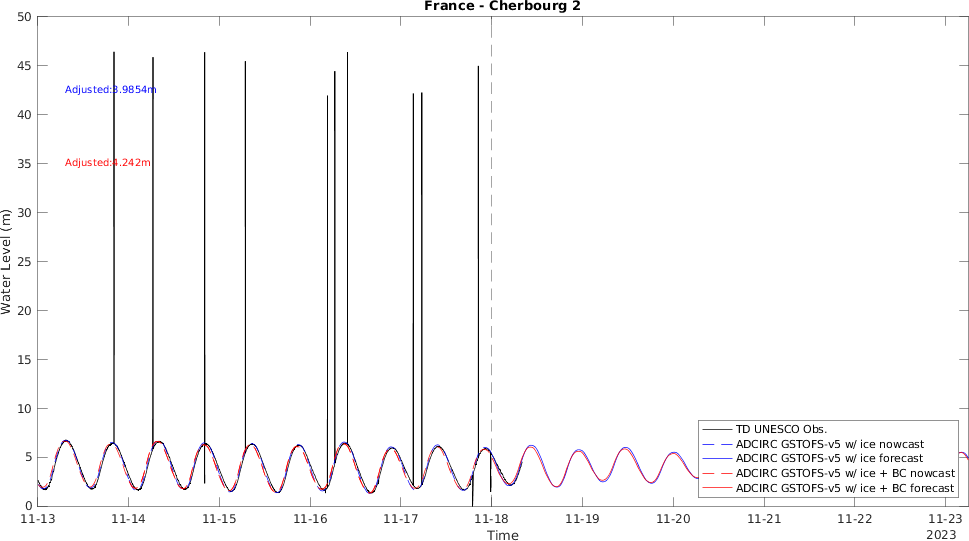 France - Cherbourg 2
50
45
40
35
30
25
20
15
10
5
0
Water Level (m)
Adjusted:3.9854m
Adjusted:4.242m
TD UNESCO Obs.
ADCIRC GSTOFS-v5 w/ ice nowcast
ADCIRC GSTOFS-v5 w/ ice forecast
ADCIRC GSTOFS-v5 w/ ice + BC nowcast
ADCIRC GSTOFS-v5 w/ ice + BC forecast
11-13 11-14 11-15 11-16 11-17 11-18 11-19 11-20 11-21 11-22 11-23
Time
2023